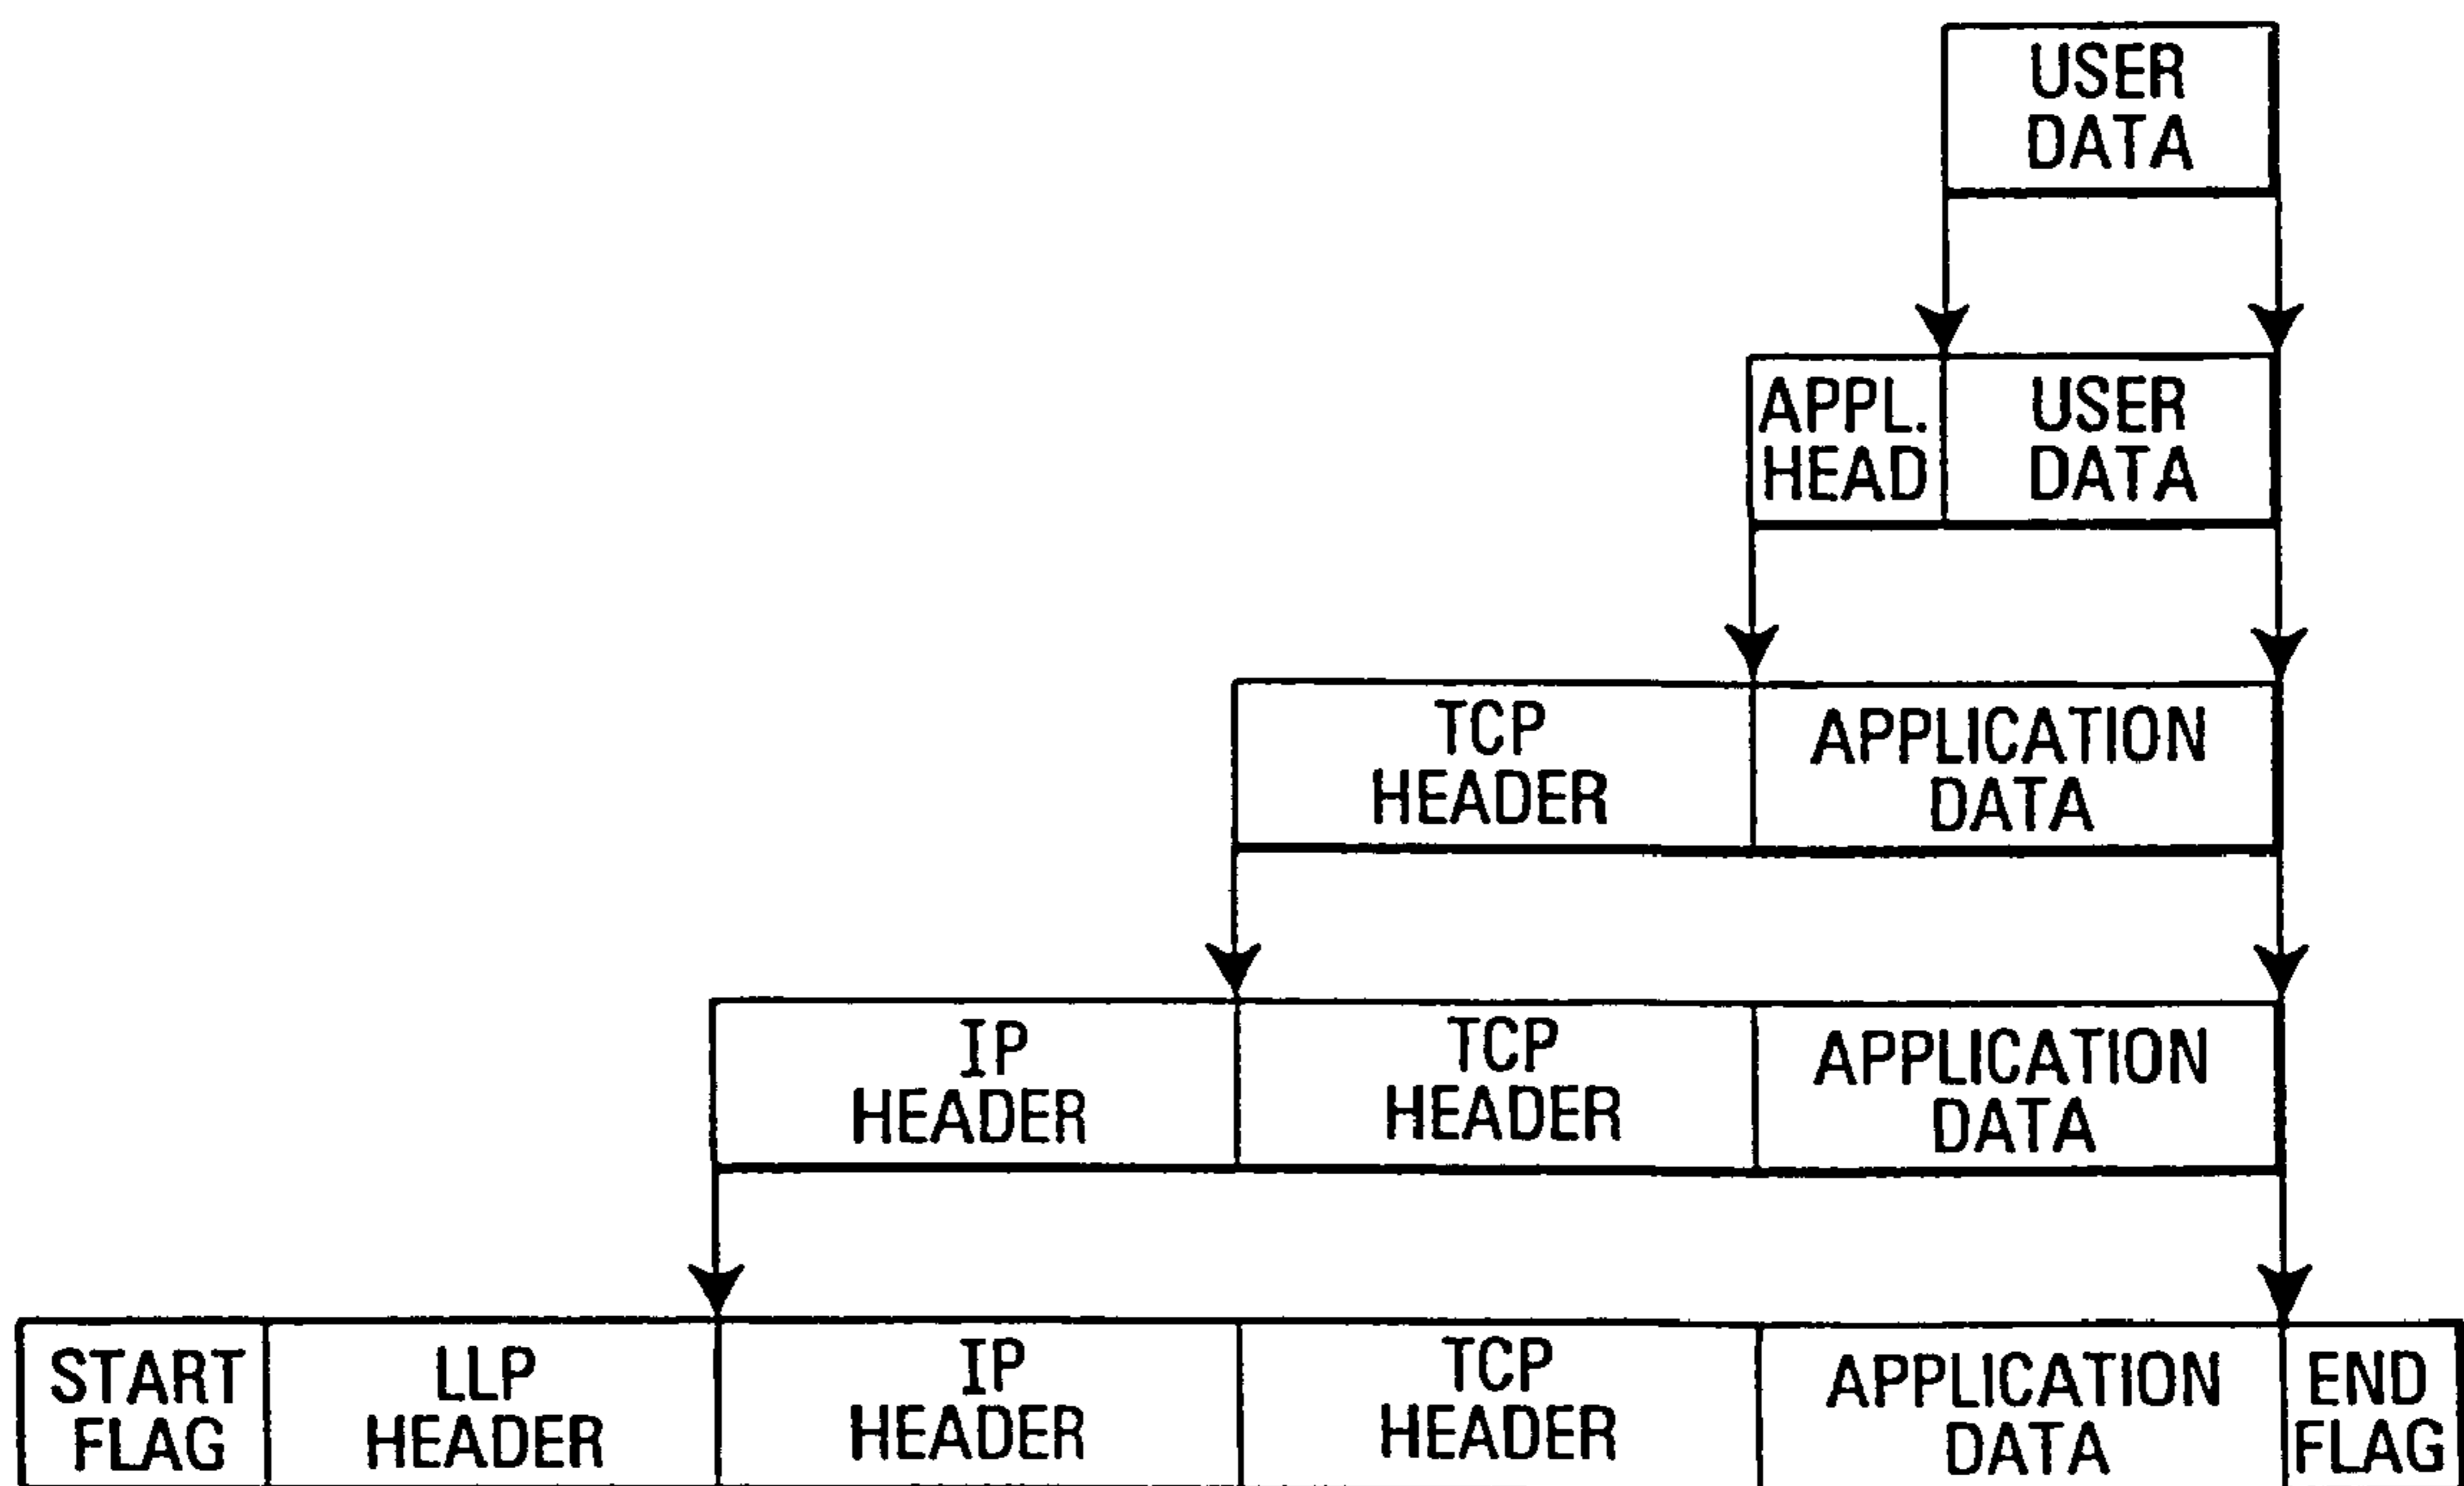 USER
DATA
APPL.
HEAD
USER
DATA
TCP
HEADER
APPLICATION
DATA
IP
HEADER
TCP
HEADER
APPLICATION
DATA
START
FLAG
LLP
HEADER
IP
HEADER
TCP
HEADER
APPLICATION
DATA
END
FLAG